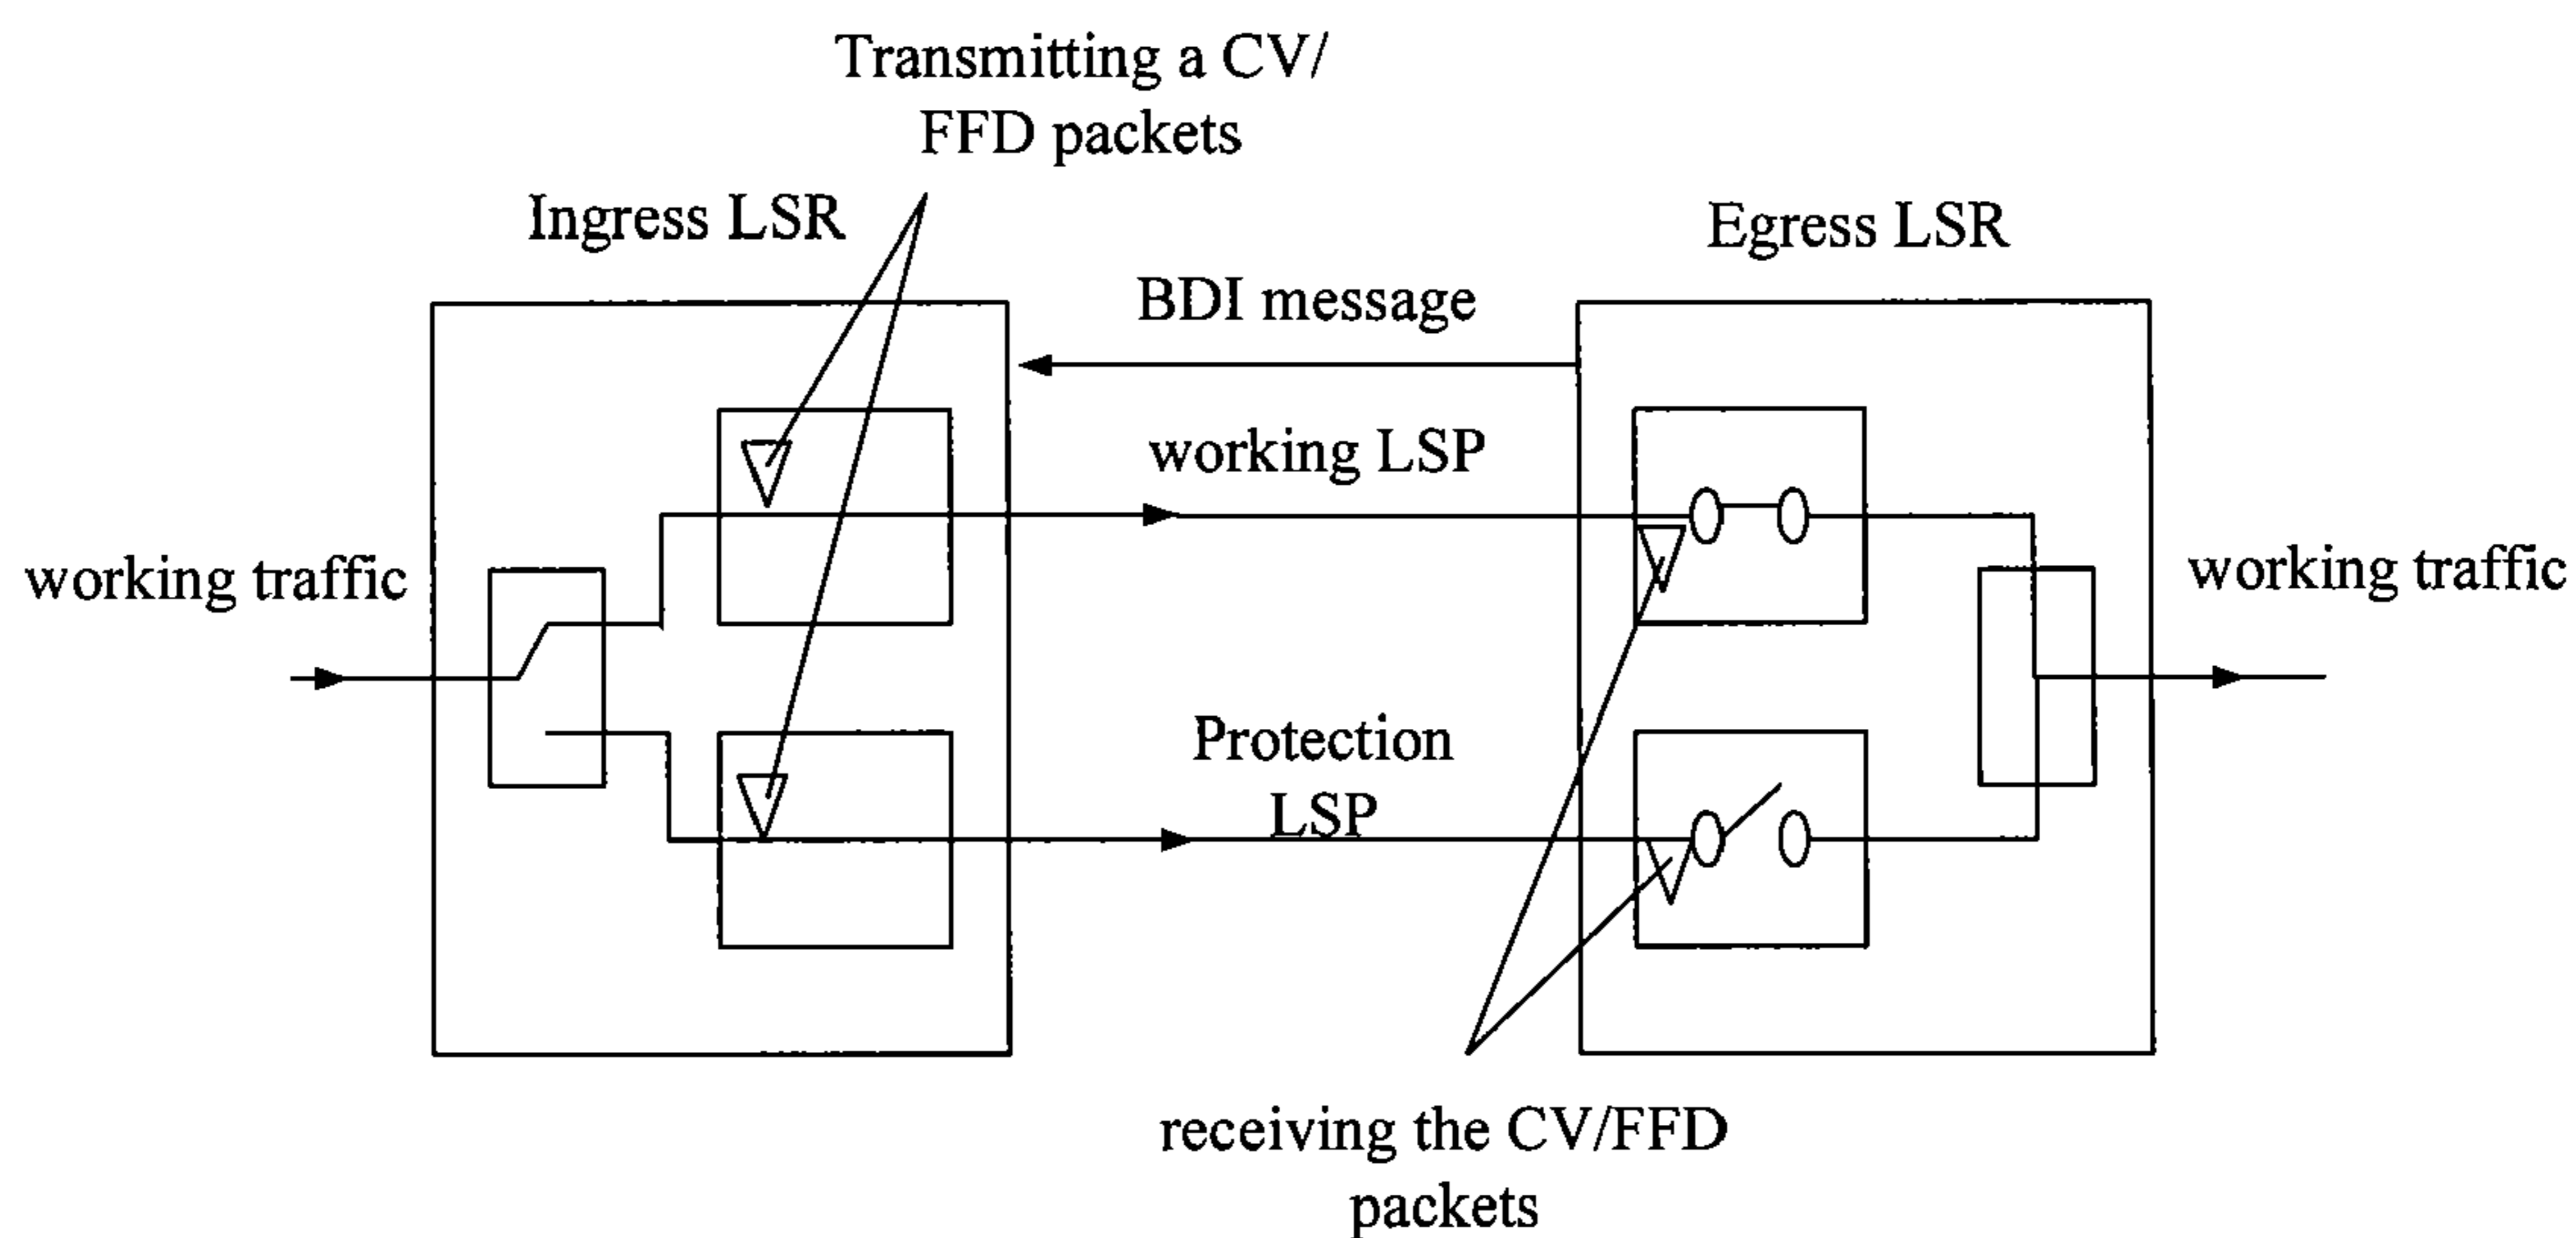 Transmitting a CV/
FFD packets
Ingress LSR
Egress LSR
BDI message
working LSP
working traffic
working traffic
Protection
LSP
receiving the CV/FFD
packets